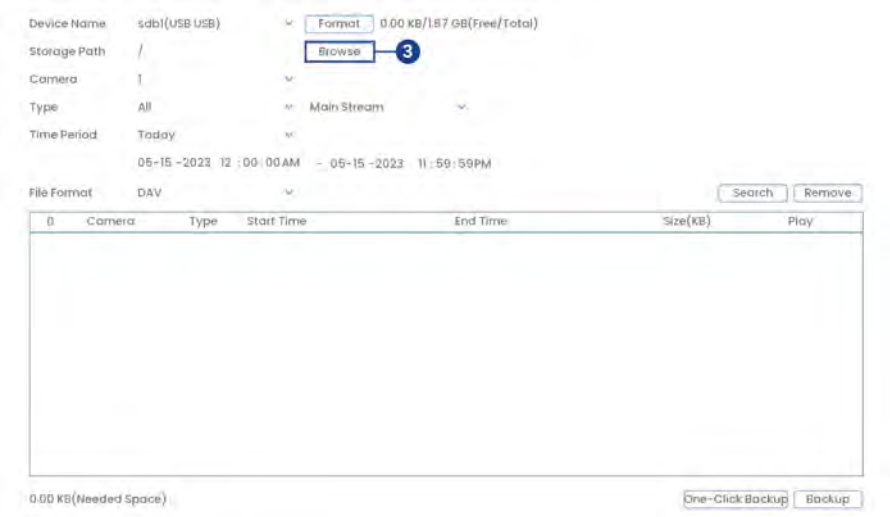 Device Name sdb1(USB USB) Format 0.00 KB/1.87 GB(Free/Total)
Storage Path / Browse 3
Camera 1
Type All Main Stream
Time Period Today
05-15-2023 12:00:00AM - 05-15-2023 11:59:59PM
File Format DAV Search Remove
0 Camera Type Start Time End Time Size(KB) Play
0.00 KB(Needed Space) One-Click Backup Backup